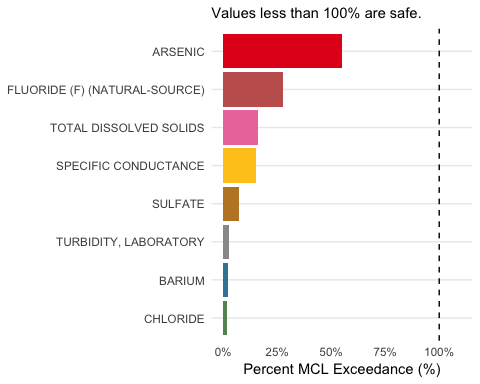 Values less than 100% are safe.
ARSENIC
FLUORIDE (F) (NATURAL-SOURCE)
TOTAL DISSOLVED SOLIDS
SPECIFIC CONDUCTANCE
SULFATE
TURBIDITY, LABORATORY
BARIUM
CHLORIDE
0% 25% 50% 75% 100%
Percent MCL Exceedance (%)